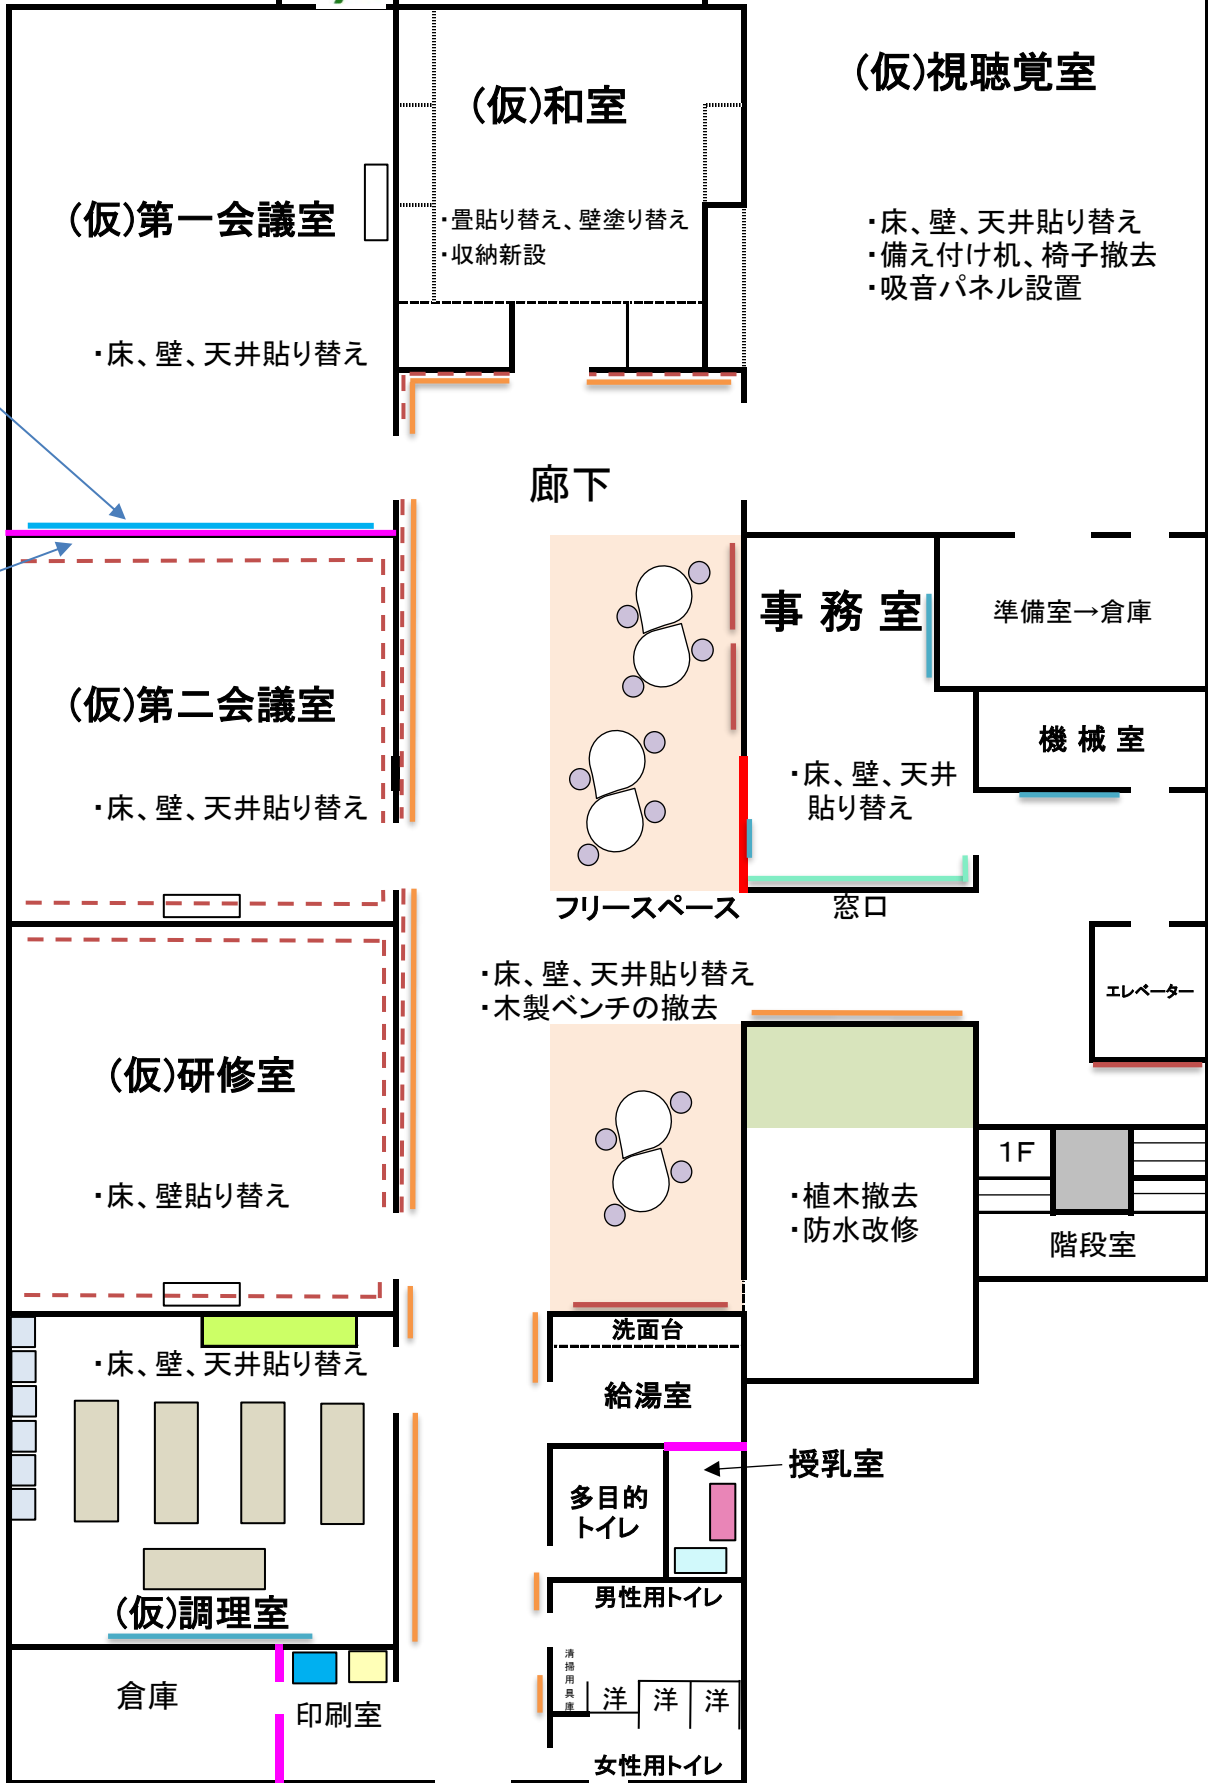 (仮)視聴覚室
・床、壁、天井貼り替え
・備え付け机、椅子撤去
・吸音パネル設置
(仮)和室
・畳貼り替え、壁塗り替え
・収納新設
(仮)第一会議室
・床、壁、天井貼り替え
廊下
事務室
・床、壁、天井
貼り替え
窓口
準備室→倉庫
機械室
(仮)第二会議室
・床、壁、天井貼り替え
フリースペース
・床、壁、天井貼り替え
・木製ベンチの撤去
エレベーター
(仮)研修室
・床、壁貼り替え
・植木撤去
・防水改修
1F
階段室
・床、壁、天井貼り替え
(仮)調理室
洗面台
給湯室
授乳室
多目的
トイレ
男性用トイレ
清掃用具庫
洋
洋
洋
女性用トイレ
倉庫
印刷室